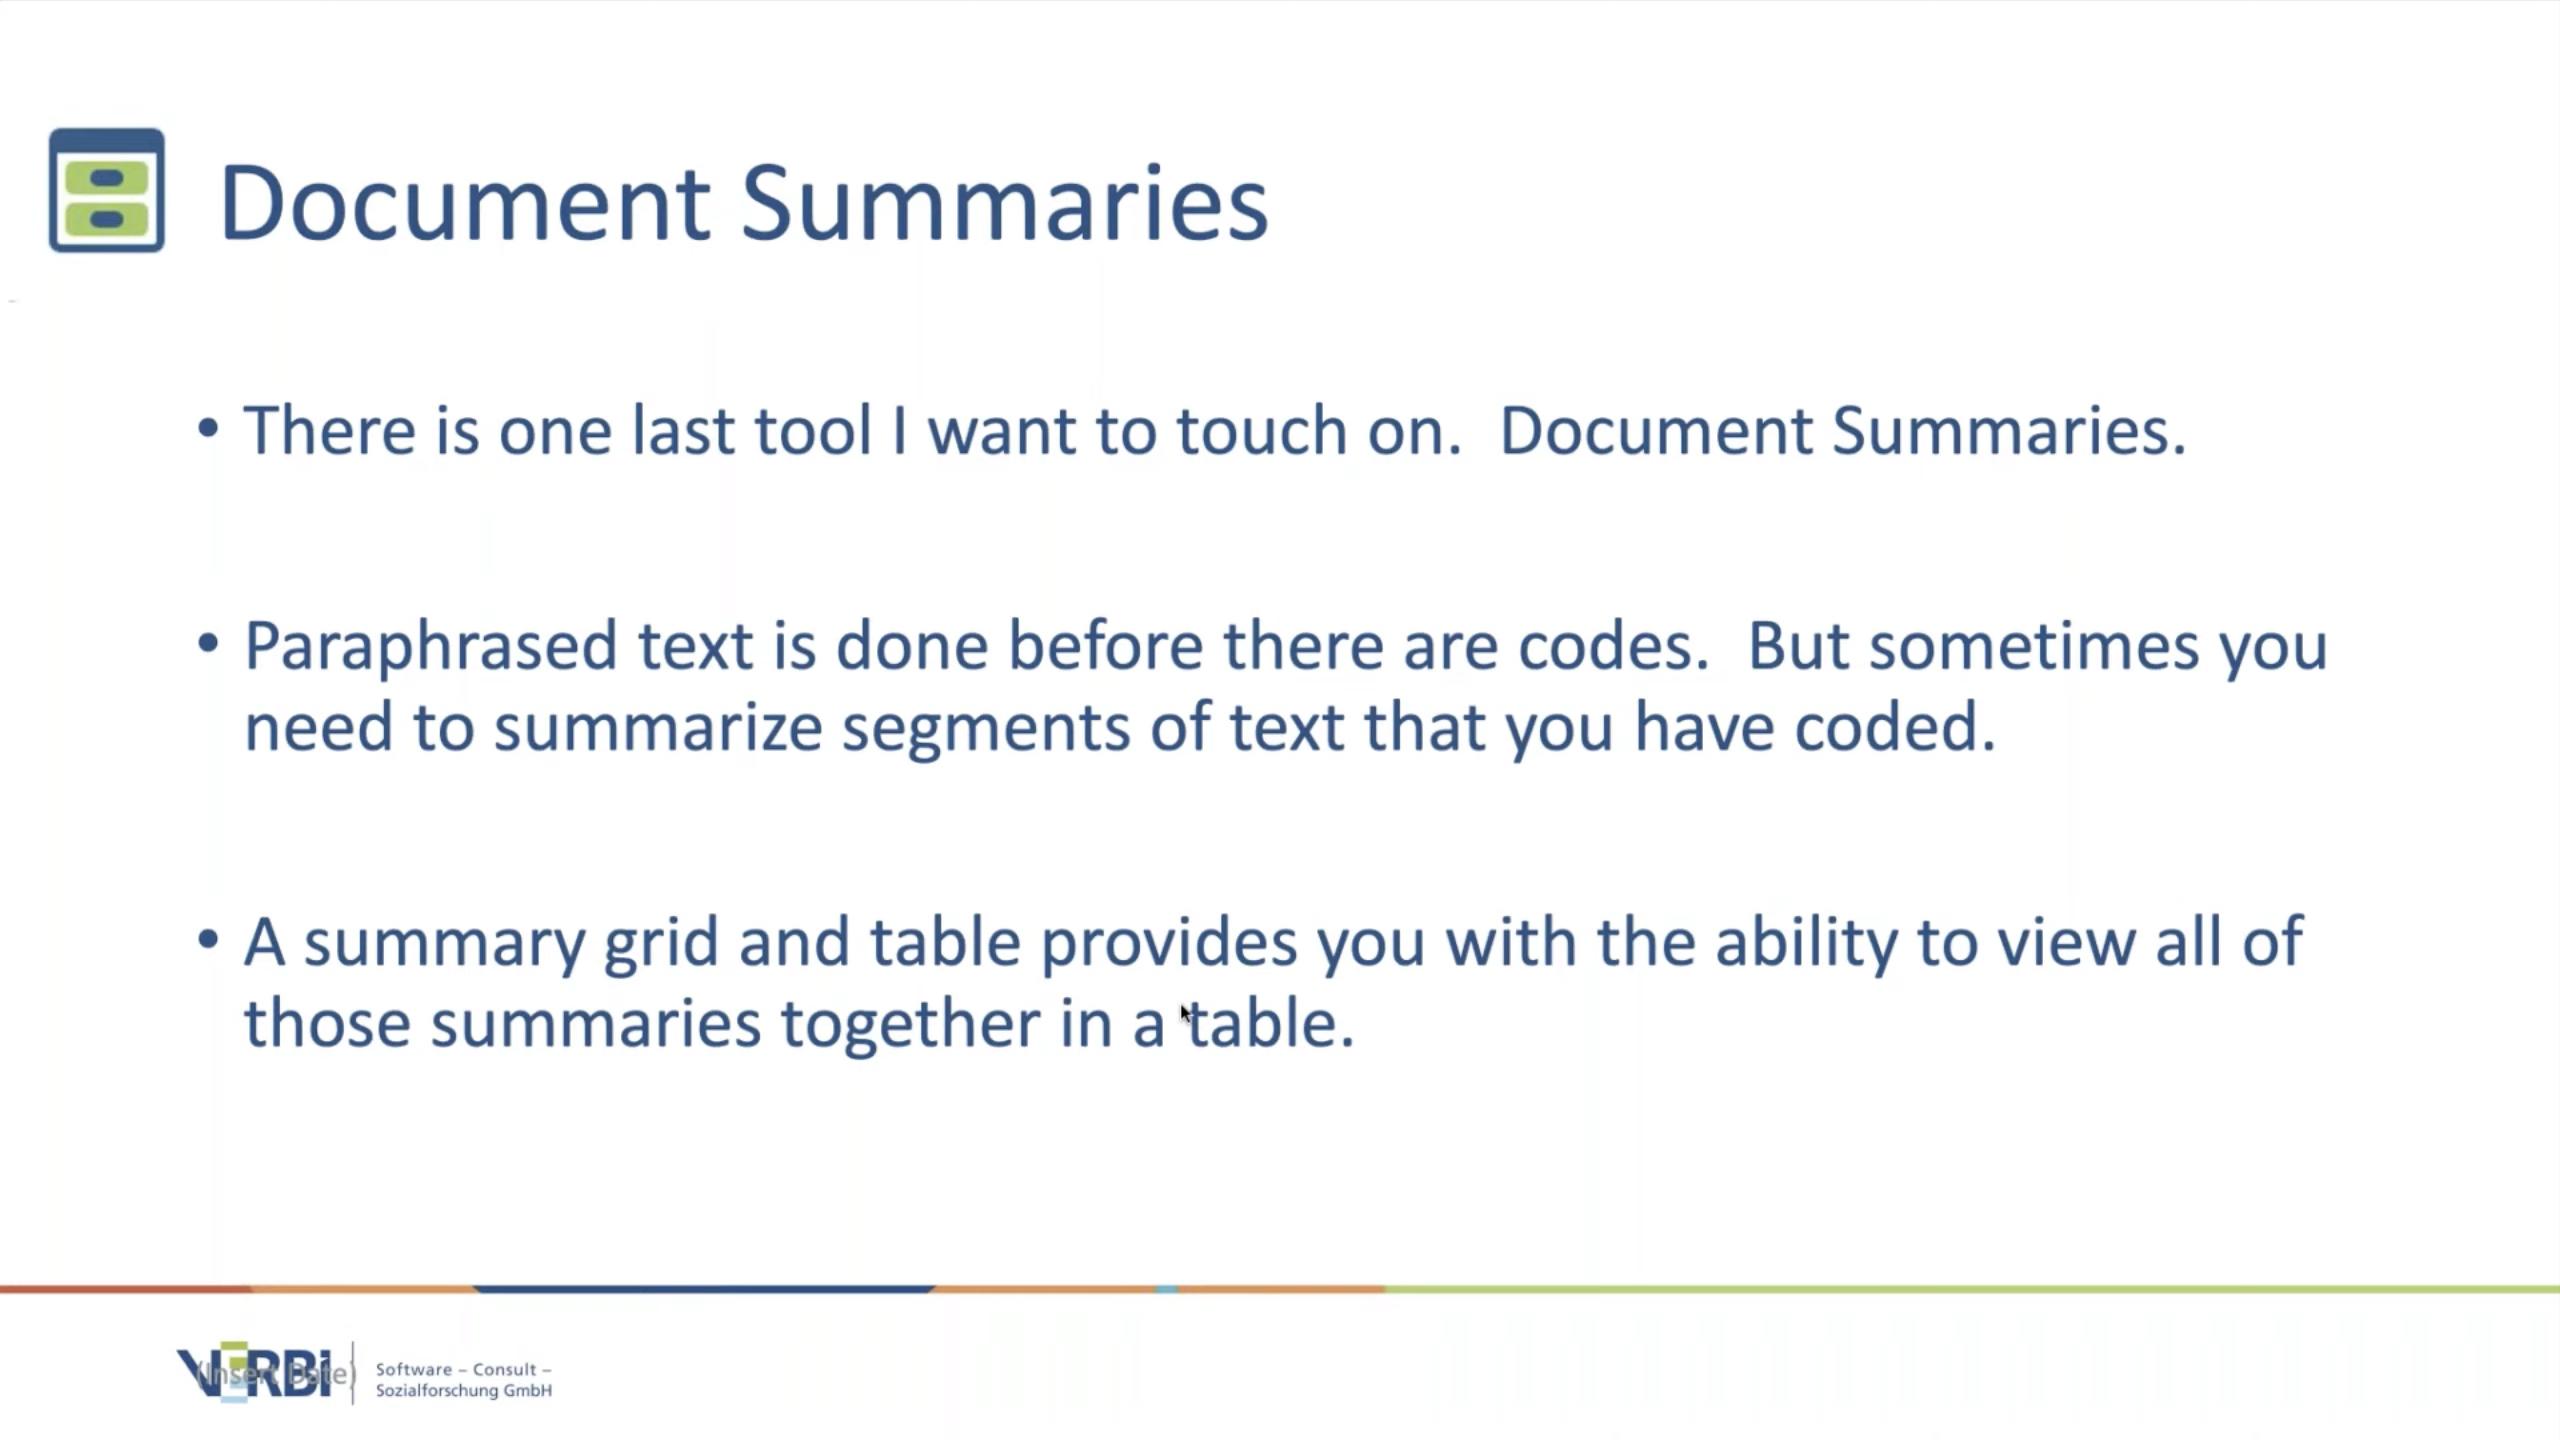 Document Summaries
• There is one last tool I want to touch on.  Document Summaries.
• Paraphrased text is done before there are codes.  But sometimes you
need to summarize segments of text that you have coded.
• A summary grid and table provides you with the ability to view all of
those summaries together in a table.
VERBI
(Insert Date)
Software – Consult –
Sozialforschung GmbH